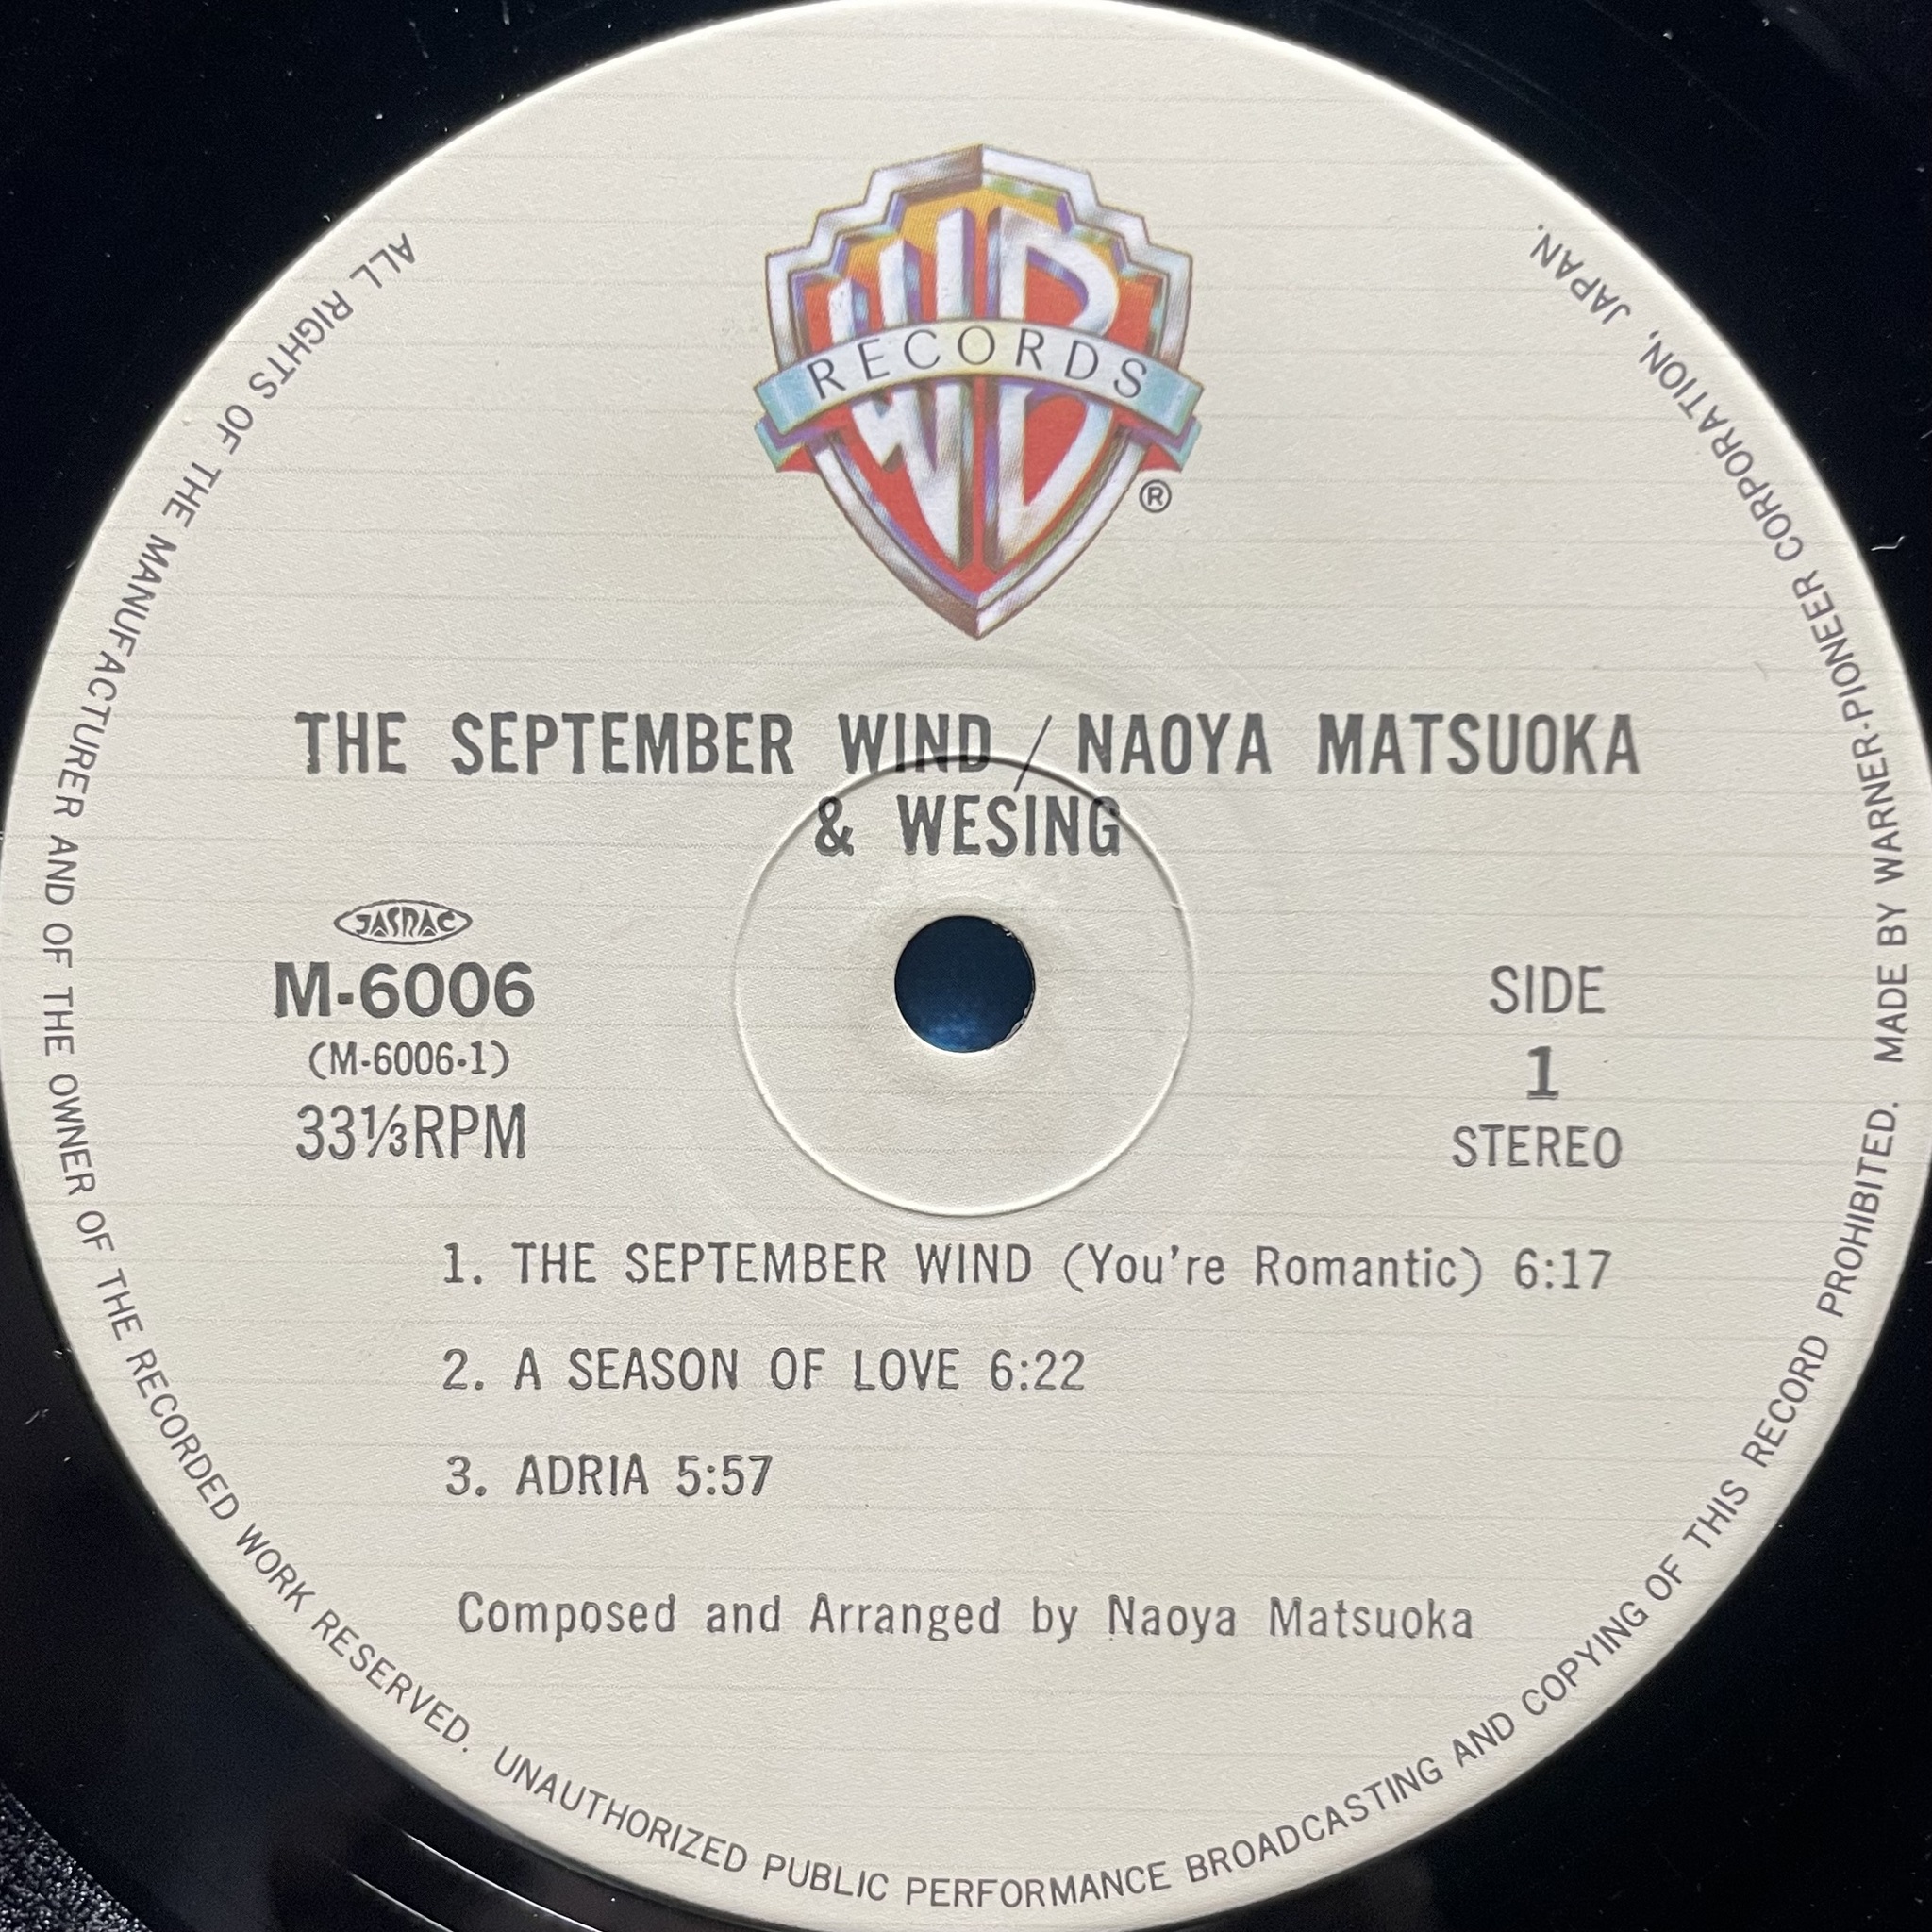 WB
RECORDS
®
THE SEPTEMBER WIND / NAOYA MATSUOKA
& WESING
JASRAC
M-6006
(M-6006-1)
33⅓RPM
SIDE
1
STEREO
1. THE SEPTEMBER WIND (You're Romantic) 6:17
2. A SEASON OF LOVE 6:22
3. ADRIA 5:57
Composed and Arranged by Naoya Matsuoka
ALL RIGHTS OF THE MANUFACTURER AND OF THE OWNER OF THE RECORDED WORK RESERVED. UNAUTHORIZED PUBLIC PERFORMANCE BROADCASTING AND COPYING OF THIS RECORD PROHIBITED. MADE BY WARNER-PIONEER CORPORATION, JAPAN.